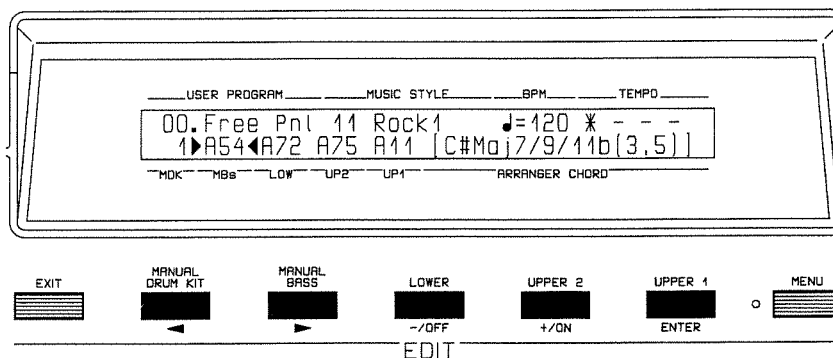 USER PROGRAM MUSIC STYLE BPM TEMPO
00.Free Pnl 11 Rock1 ♩=120 * - - -
1▶A54◀A72 A75 A11 [C#Maj7/9/11b(3,5)]
MDK MBs LOW UP2 UP1 ARRANGER CHORD
EXIT MANUAL DRUM KIT MANUAL BASS LOWER UPPER 2 UPPER 1 MENU
◀ ▶ -/OFF +/ON ENTER
EDIT